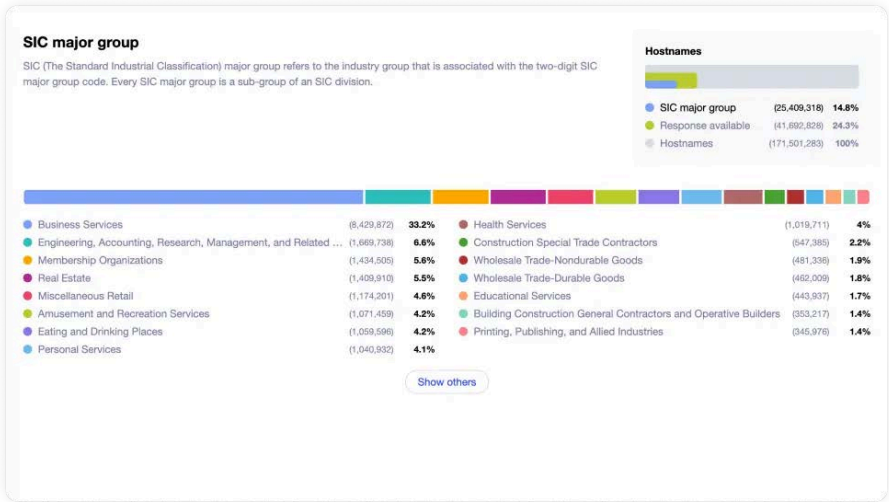 SIC major group
SIC (The Standard Industrial Classification) major group refers to the industry group that is associated with the two-digit SIC
major group code. Every SIC major group is a sub-group of an SIC division.
Hostnames
SIC major group (25,409,318) 14.8%
Response available (41,692,828) 24.3%
Hostnames (171,501,283) 100%
Business Services (8,429,872) 33.2%
Engineering, Accounting, Research, Management, and Related ... (1,669,738) 6.6%
Membership Organizations (1,434,505) 5.6%
Real Estate (1,409,910) 5.5%
Miscellaneous Retail (1,174,201) 4.6%
Amusement and Recreation Services (1,071,459) 4.2%
Eating and Drinking Places (1,059,596) 4.2%
Personal Services (1,040,932) 4.1%
Health Services (1,019,711) 4%
Construction Special Trade Contractors (547,385) 2.2%
Wholesale Trade-Nondurable Goods (481,336) 1.9%
Wholesale Trade-Durable Goods (462,009) 1.8%
Educational Services (443,937) 1.7%
Building Construction General Contractors and Operative Builders (353,217) 1.4%
Printing, Publishing, and Allied Industries (345,976) 1.4%
Show others